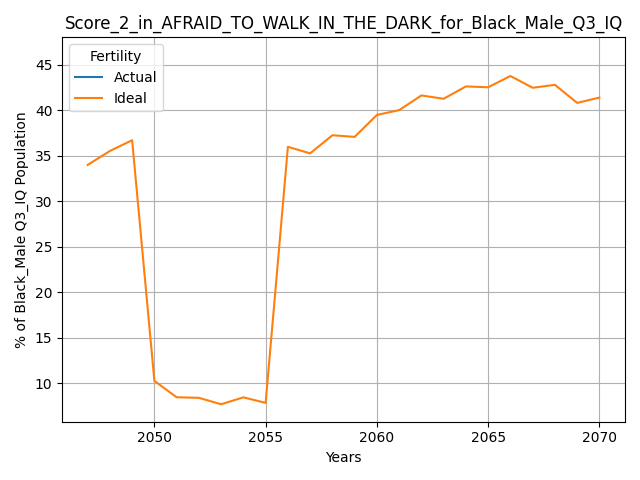 Score_2_in_AFRAID_TO_WALK_IN_THE_DARK_for_Black_Male_Q3_IQ
Fertility
Actual
Ideal
% of Black_Male Q3_IQ Population
45
40
35
30
25
20
15
10
2050 2055 2060 2065 2070
Years